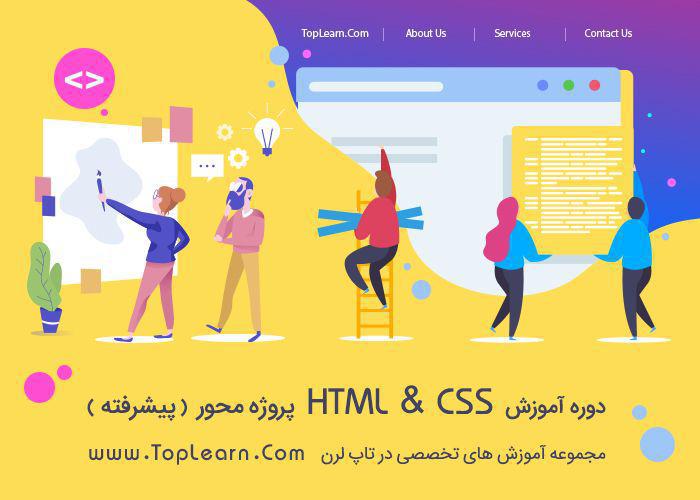 TopLearn.Com About Us Services Contact Us
<>
دوره آموزش HTML & CSS پروژه محور ( پیشرفته )
مجموعه آموزش های تخصصی در تاپ لرن www.TopLearn.Com